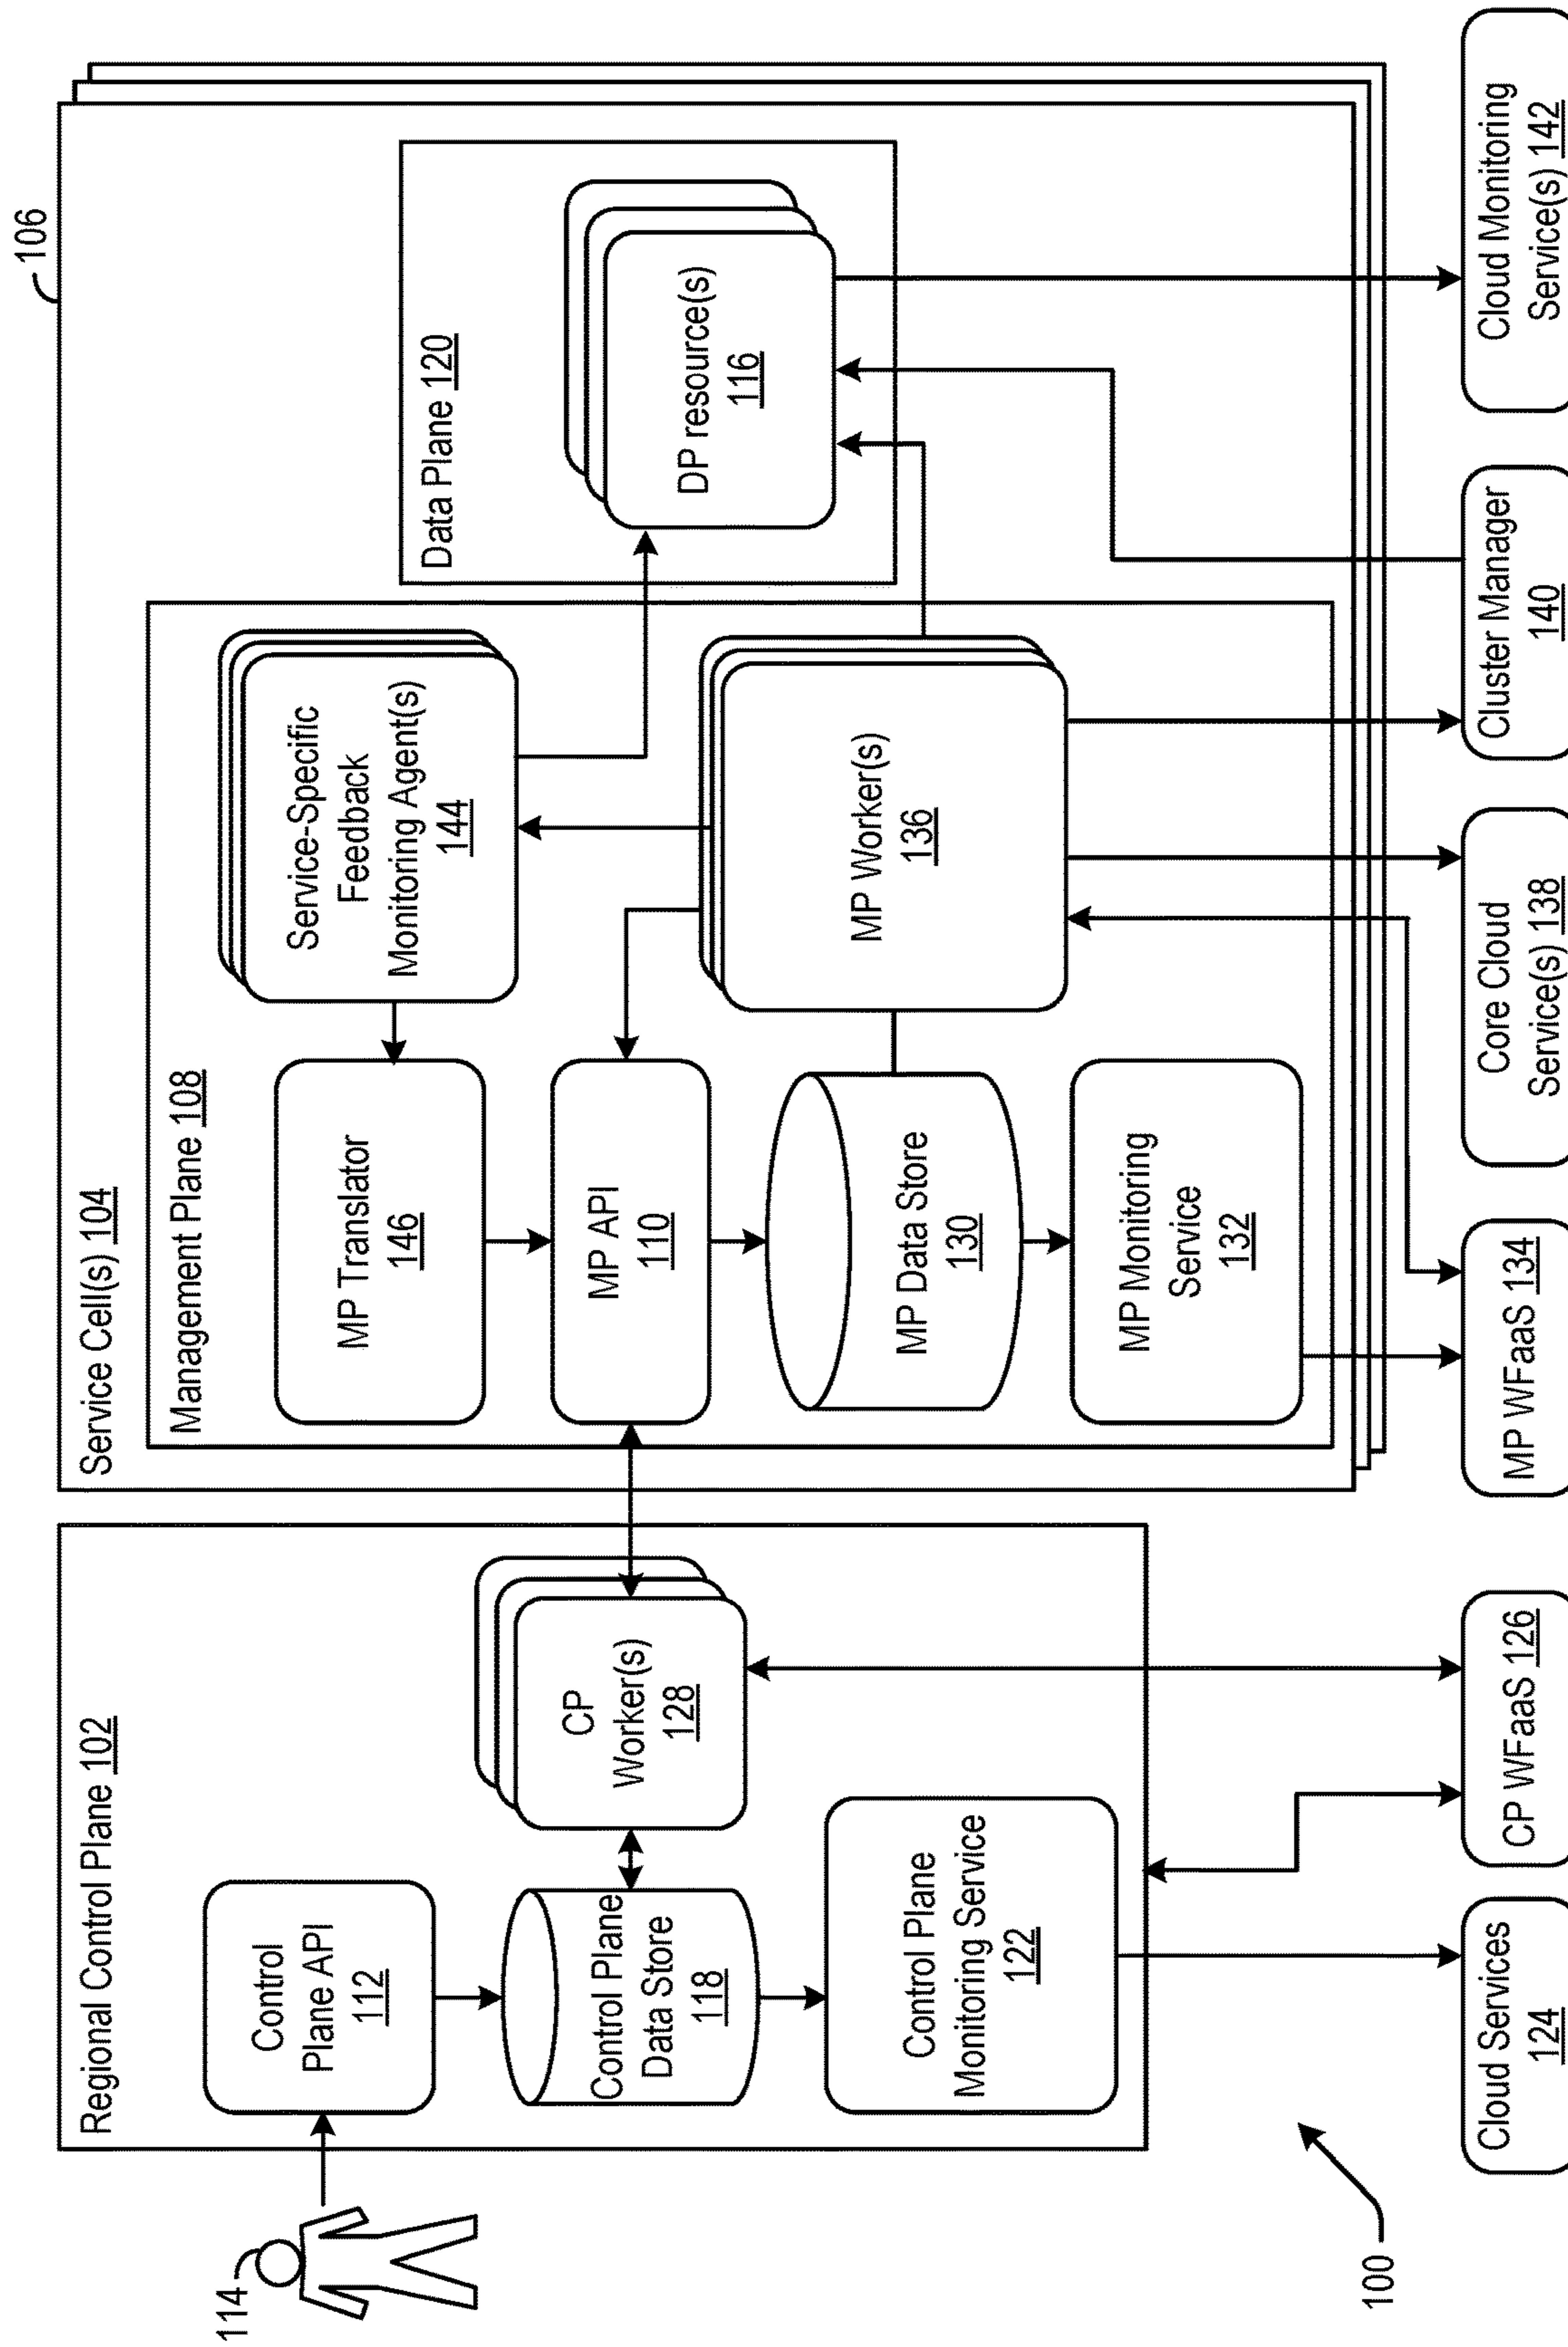 106
Service Cell(s) 104
Regional Control Plane 102
114
Control
Plane API
112
Control Plane
Data Store
118
CP
Worker(s)
128
Control Plane
Monitoring Service
122
Management Plane 108
MP Translator
146
MP API
110
MP Data Store
130
MP Monitoring
Service
132
Service-Specific
Feedback
Monitoring Agent(s)
144
MP Worker(s)
136
Data Plane 120
DP resource(s)
116
100
Cloud Services
124
CP WFaaS 126
MP WFaaS 134
Core Cloud
Service(s) 138
Cluster Manager
140
Cloud Monitoring
Service(s) 142